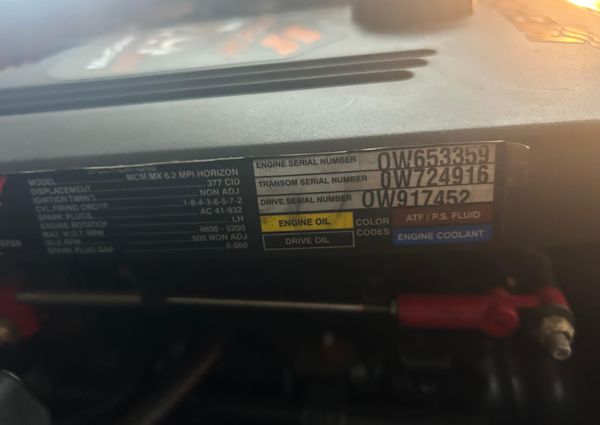 MODEL MCM MX 6.2 MPI HORIZON
DISPLACEMENT 377 CID
IGNITION TIMING NON ADJ
CYL.FIRING ORDER 1-8-4-3-6-5-7-2
SPARK PLUGS AC 41-932
ENGINE ROTATION LH
MAX. W.O.T. RPM 4800 - 5200
IDLE RPM 600 NON ADJ
SPARK PLUG GAP 0.060
ENGINE SERIAL NUMBER 0W653359
TRANSOM SERIAL NUMBER 0W724916
DRIVE SERIAL NUMBER 0W917452
ENGINE OIL
DRIVE OIL
COLOR
CODES
ATF / P.S. FLUID
ENGINE COOLANT